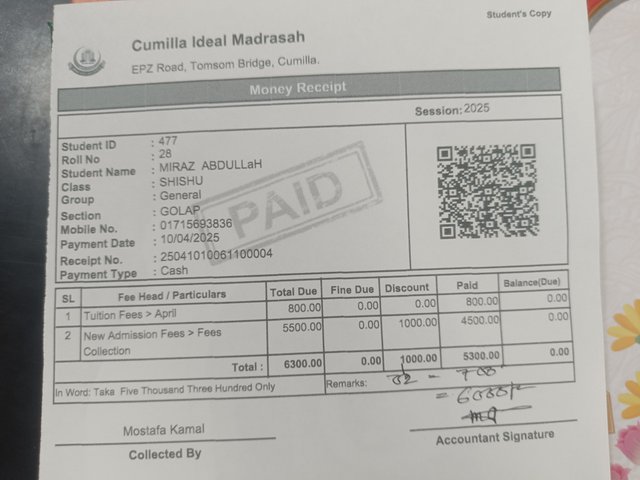 Student's Copy
Cumilla Ideal Madrasah
EPZ Road, Tomsom Bridge, Cumilla.
Money Receipt
Session: 2025
Student ID : 477
Roll No : 28
Student Name : MIRAZ ABDULLaH
Class : SHISHU
Group : General
Section : GOLAP
Mobile No. : 01715693836
Payment Date : 10/04/2025
Receipt No. : 25041010061100004
Payment Type : Cash
PAID
SL Fee Head / Particulars Total Due Fine Due Discount Paid Balance(Due)
1 Tuition Fees > April 800.00 0.00 0.00 800.00 0.00
2 New Admission Fees > Fees Collection 5500.00 0.00 1000.00 4500.00 0.00
Total : 6300.00 0.00 1000.00 5300.00 0.00
In Word: Taka Five Thousand Three Hundred Only Remarks:
= 700
= 6000/-
Mostafa Kamal
Collected By
Accountant Signature